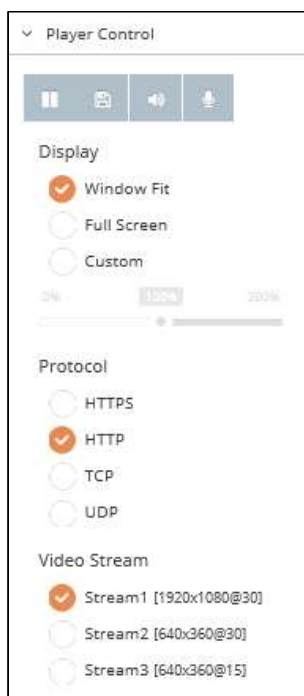 Player Control
Display
Window Fit
Full Screen
Custom
0% 100% 200%
Protocol
HTTPS
HTTP
TCP
UDP
Video Stream
Stream1 [1920x1080@30]
Stream2 [640x360@30]
Stream3 [640x360@15]